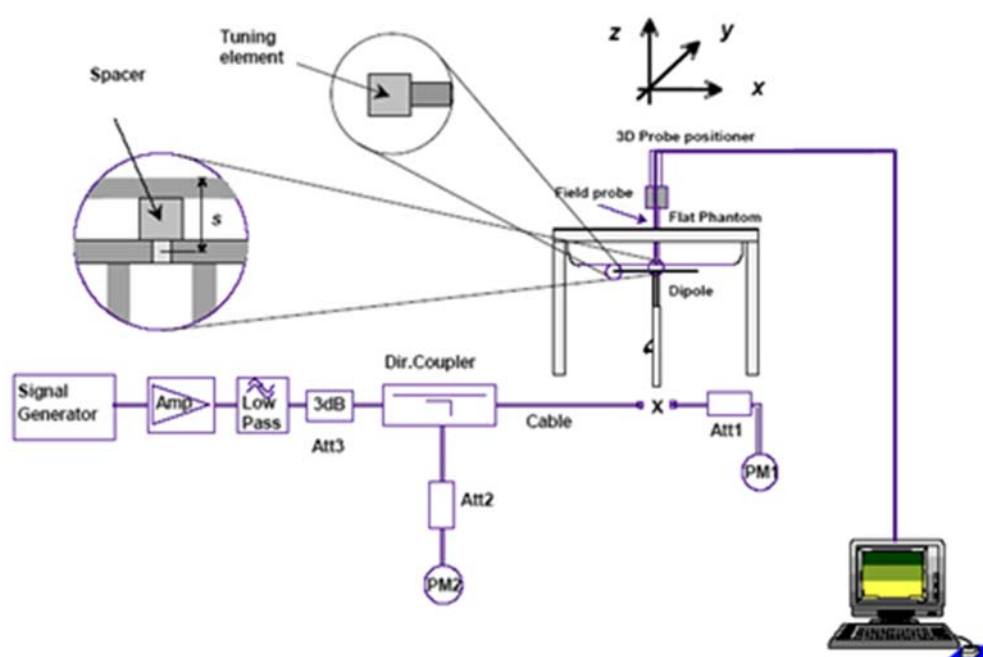 Tuning
element
Spacer
s
z
y
x
3D Probe positioner
Field probe
Flat Phantom
Dipole
Signal
Generator
Amp
Low
Pass
3dB
Att3
Dir.Coupler
Cable
X
Att1
PM1
Att2
PM2